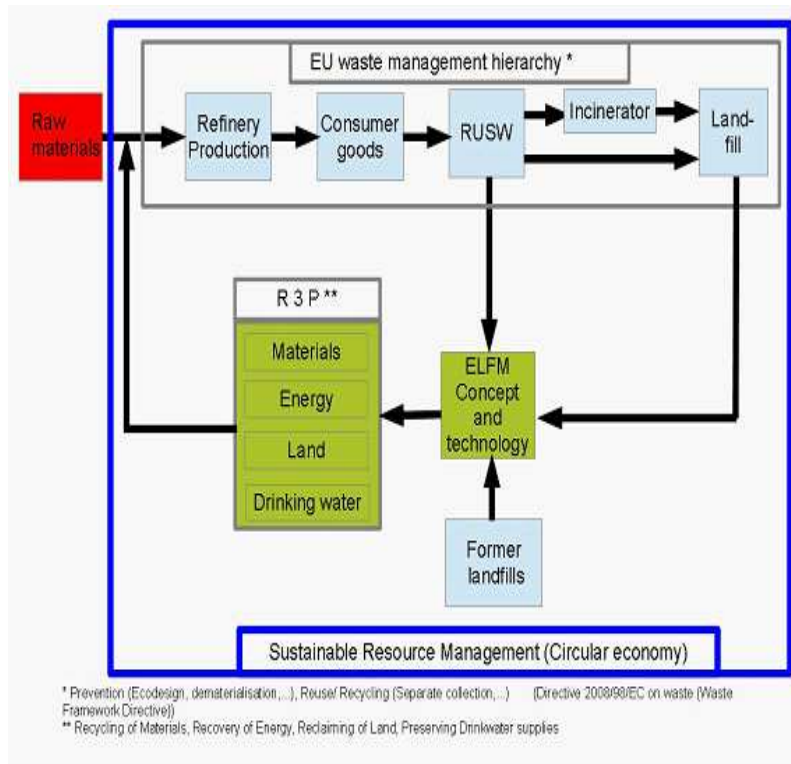 EU waste management hierarchy *
Raw
materials
Refinery
Production
Consumer
goods
RUSW
Incinerator
Land-
fill
R 3 P **
Materials
Energy
Land
Drinking water
ELFM
Concept
and
technology
Former
landfills
Sustainable Resource Management (Circular economy)
* Prevention (Ecodesign, dematerialisation,...), Reuse/ Recycling (Separate collection,...) (Directive 2008/98/EC on waste (Waste
Framework Directive))
** Recycling of Materials, Recovery of Energy, Reclaiming of Land, Preserving Drinkwater supplies